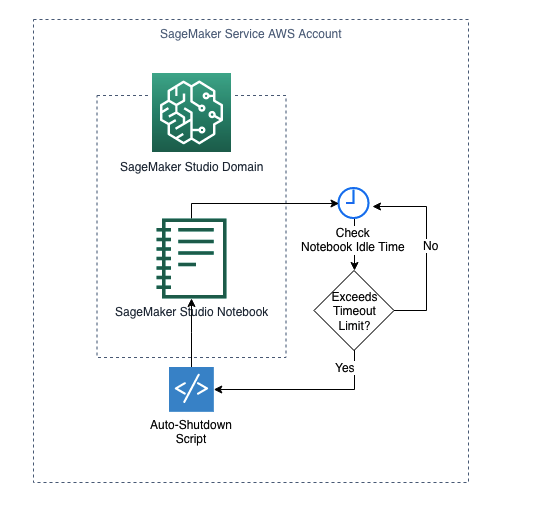 SageMaker Service AWS Account
SageMaker Studio Domain
Check
Notebook Idle Time
No
SageMaker Studio Notebook
Exceeds
Timeout
Limit?
Yes
</>
Auto-Shutdown
Script